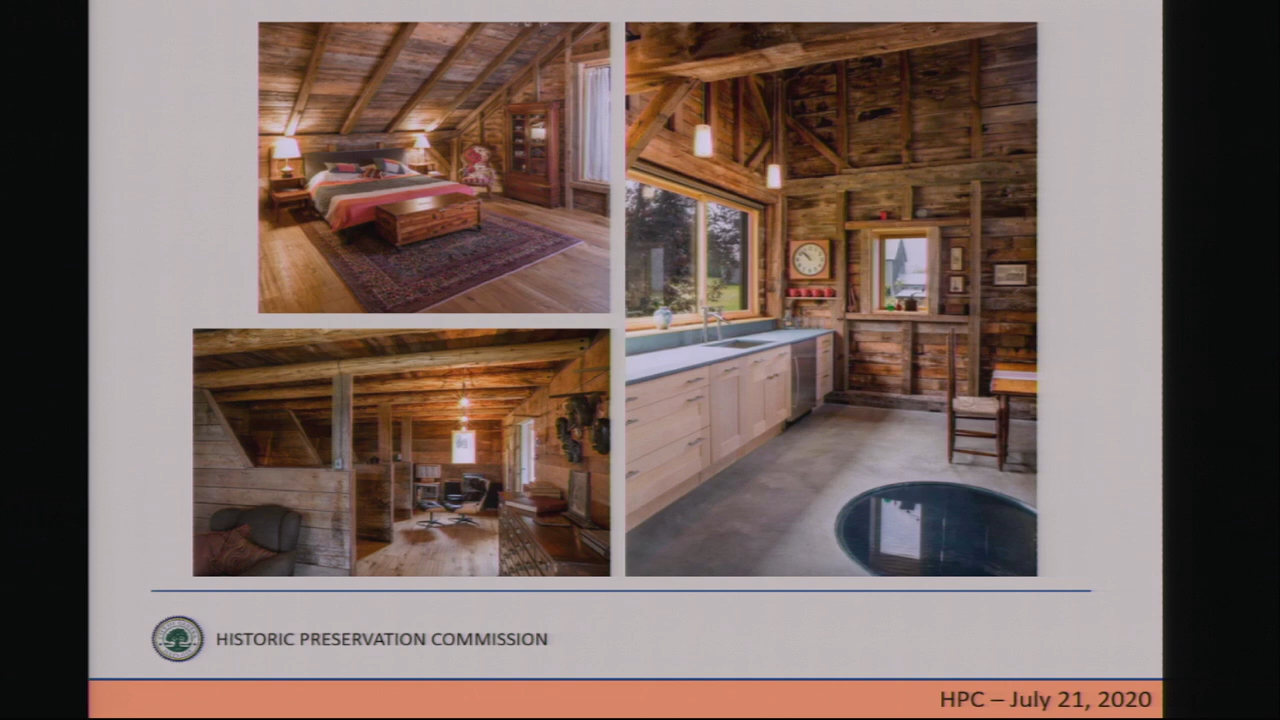 HISTORIC PRESERVATION COMMISSION
HPC – July 21, 2020